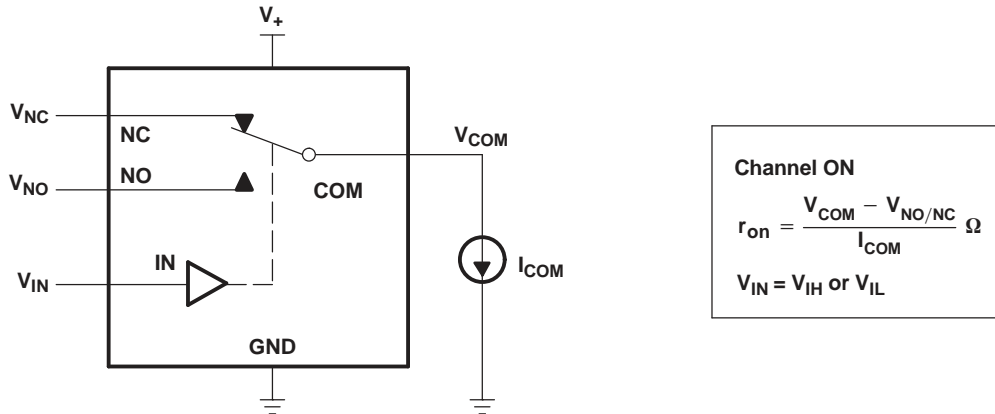 V+
VNC
NC
VNO
NO
COM
VCOM
VIN
IN
ICOM
GND
Channel ON
ron = VCOM − VNO/NC / ICOM Ω
VIN = VIH or VIL